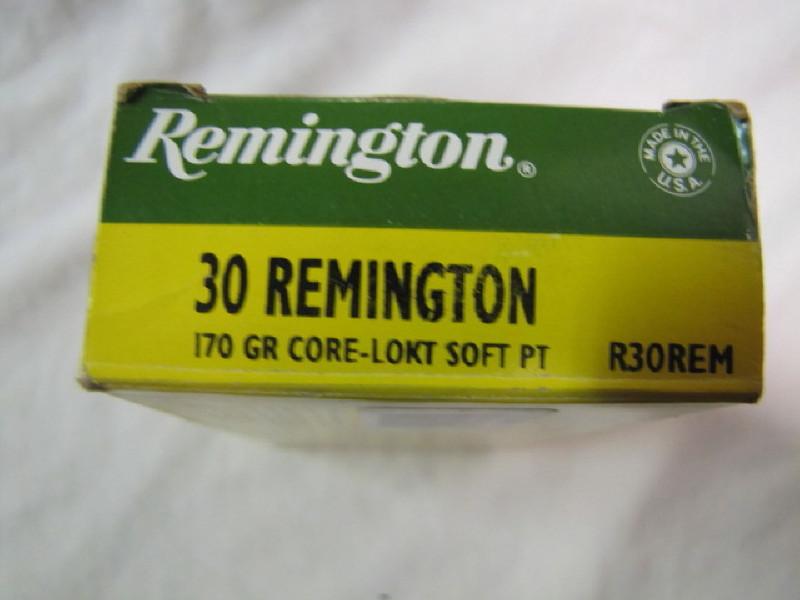 Remington®
MADE IN THE
U.S.A.
30 REMINGTON
170 GR CORE-LOKT SOFT PT R30REM